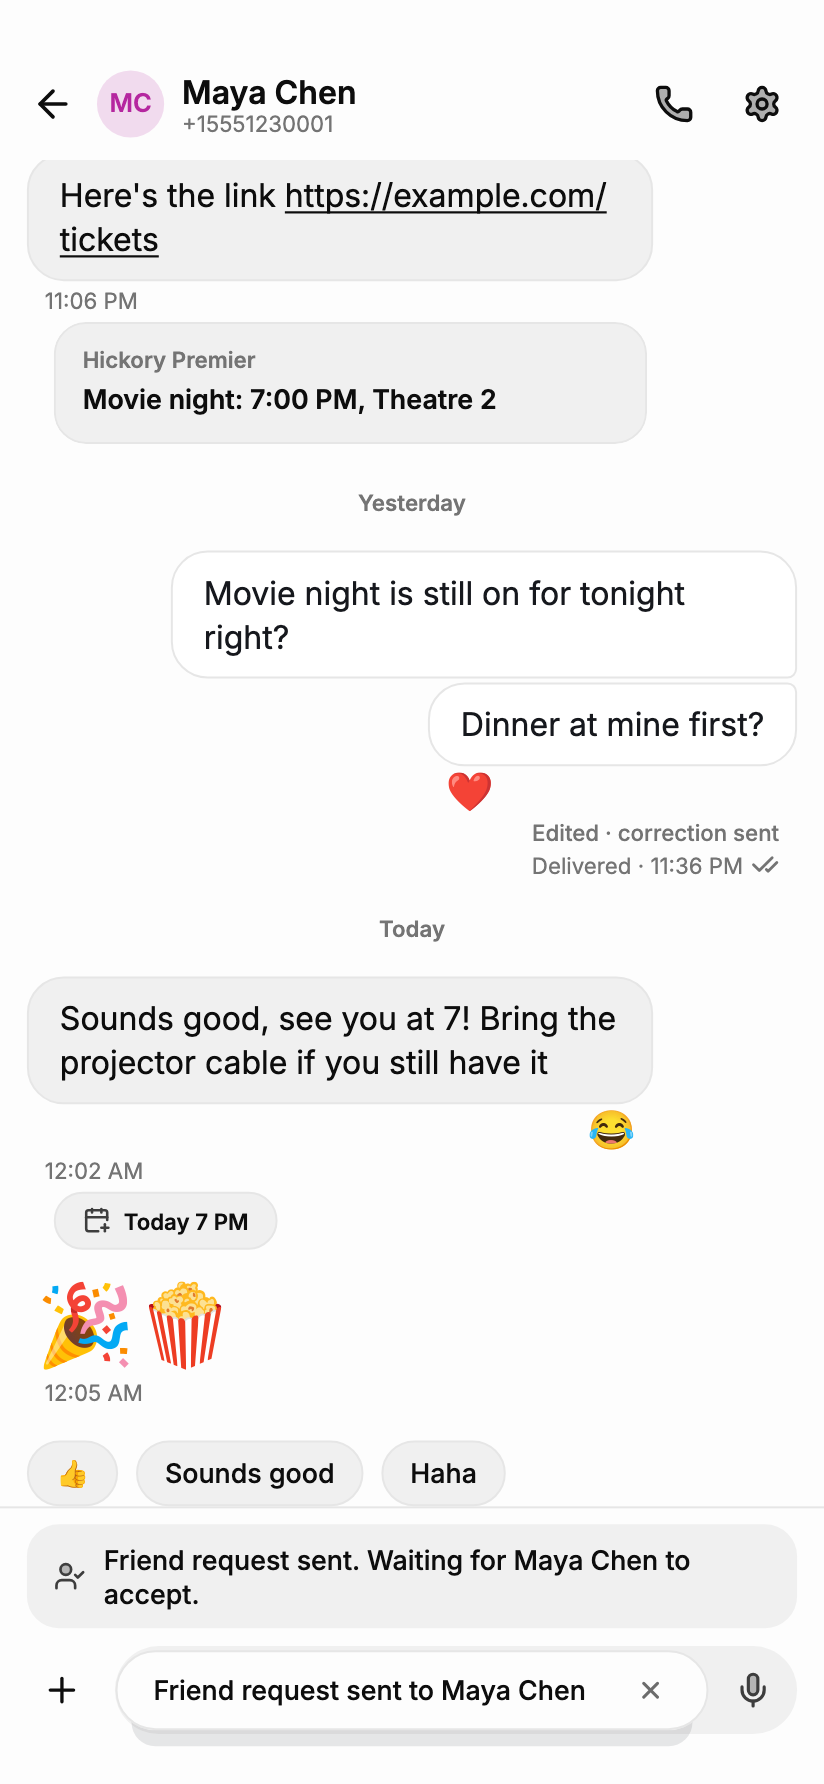 MC
Maya Chen
+15551230001
Here's the link https://example.com/
tickets
11:06 PM
Hickory Premier
Movie night: 7:00 PM, Theatre 2
Yesterday
Movie night is still on for tonight
right?
Dinner at mine first?
❤️
Edited · correction sent
Delivered · 11:36 PM
Today
Sounds good, see you at 7! Bring the
projector cable if you still have it
😂
12:02 AM
Today 7 PM
🎉🍿
12:05 AM
👍 Sounds good Haha
Friend request sent. Waiting for Maya Chen to
accept.
Friend request sent to Maya Chen